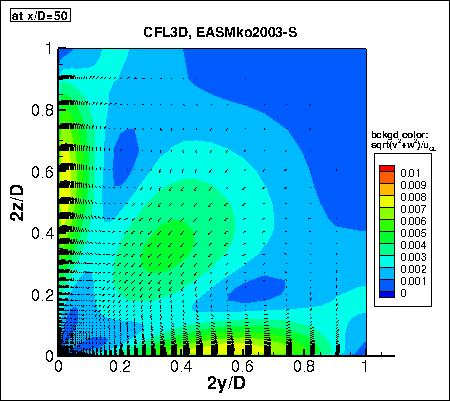 at x/D=50
CFL3D, EASMko2003-S
bckgd_color:
sqrt(v²+w²)/u_CL
0.01
0.009
0.008
0.007
0.006
0.005
0.004
0.003
0.002
0.001
0
1
0.8
0.6
0.4
0.2
0
2z/D
0 0.2 0.4 0.6 0.8 1
2y/D